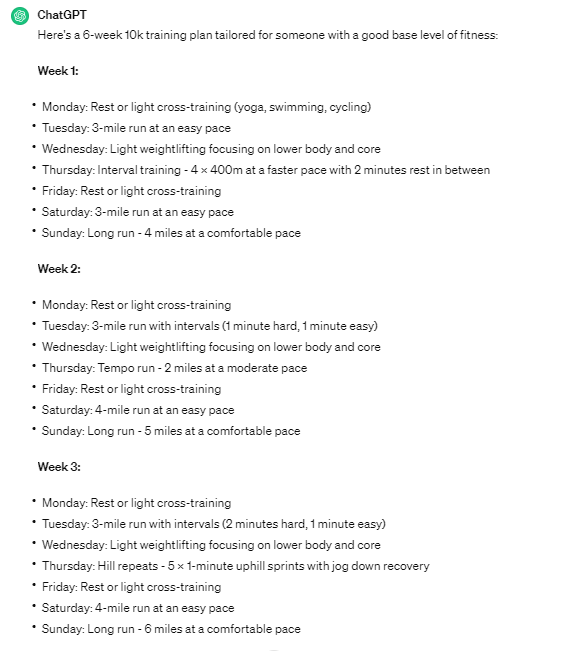 ChatGPT
Here's a 6-week 10k training plan tailored for someone with a good base level of fitness:
Week 1:
• Monday: Rest or light cross-training (yoga, swimming, cycling)
• Tuesday: 3-mile run at an easy pace
• Wednesday: Light weightlifting focusing on lower body and core
• Thursday: Interval training - 4 x 400m at a faster pace with 2 minutes rest in between
• Friday: Rest or light cross-training
• Saturday: 3-mile run at an easy pace
• Sunday: Long run - 4 miles at a comfortable pace
Week 2:
• Monday: Rest or light cross-training
• Tuesday: 3-mile run with intervals (1 minute hard, 1 minute easy)
• Wednesday: Light weightlifting focusing on lower body and core
• Thursday: Tempo run - 2 miles at a moderate pace
• Friday: Rest or light cross-training
• Saturday: 4-mile run at an easy pace
• Sunday: Long run - 5 miles at a comfortable pace
Week 3:
• Monday: Rest or light cross-training
• Tuesday: 3-mile run with intervals (2 minutes hard, 1 minute easy)
• Wednesday: Light weightlifting focusing on lower body and core
• Thursday: Hill repeats - 5 x 1-minute uphill sprints with jog down recovery
• Friday: Rest or light cross-training
• Saturday: 4-mile run at an easy pace
• Sunday: Long run - 6 miles at a comfortable pace